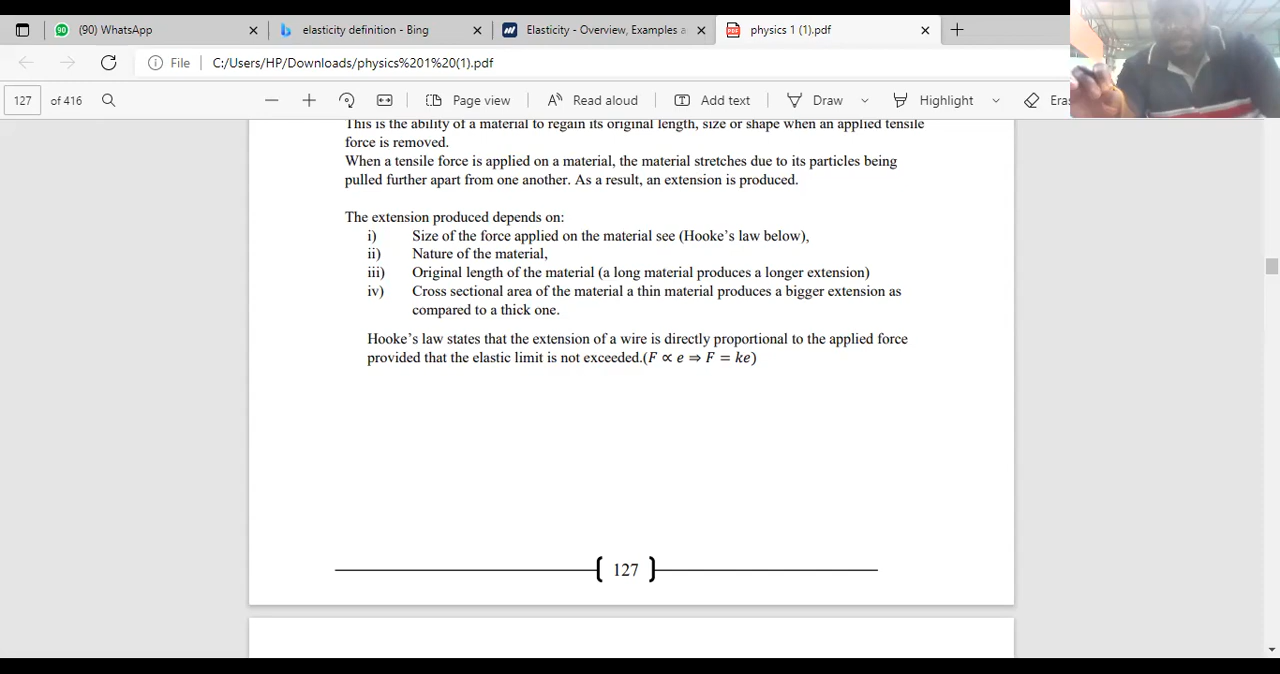 (90) WhatsApp
elasticity definition - Bing
Elasticity - Overview, Examples a
physics 1 (1).pdf
File
C:/Users/HP/Downloads/physics%201%20(1).pdf
127 of 416
Page view
Read aloud
Add text
Draw
Highlight
Eras
This is the ability of a material to regain its original length, size or shape when an applied tensile
force is removed.
When a tensile force is applied on a material, the material stretches due to its particles being
pulled further apart from one another. As a result, an extension is produced.
The extension produced depends on:
i) Size of the force applied on the material see (Hooke's law below),
ii) Nature of the material,
iii) Original length of the material (a long material produces a longer extension)
iv) Cross sectional area of the material a thin material produces a bigger extension as
compared to a thick one.
Hooke's law states that the extension of a wire is directly proportional to the applied force
provided that the elastic limit is not exceeded.(F ∝ e ⇒ F = ke)
{ 127 }